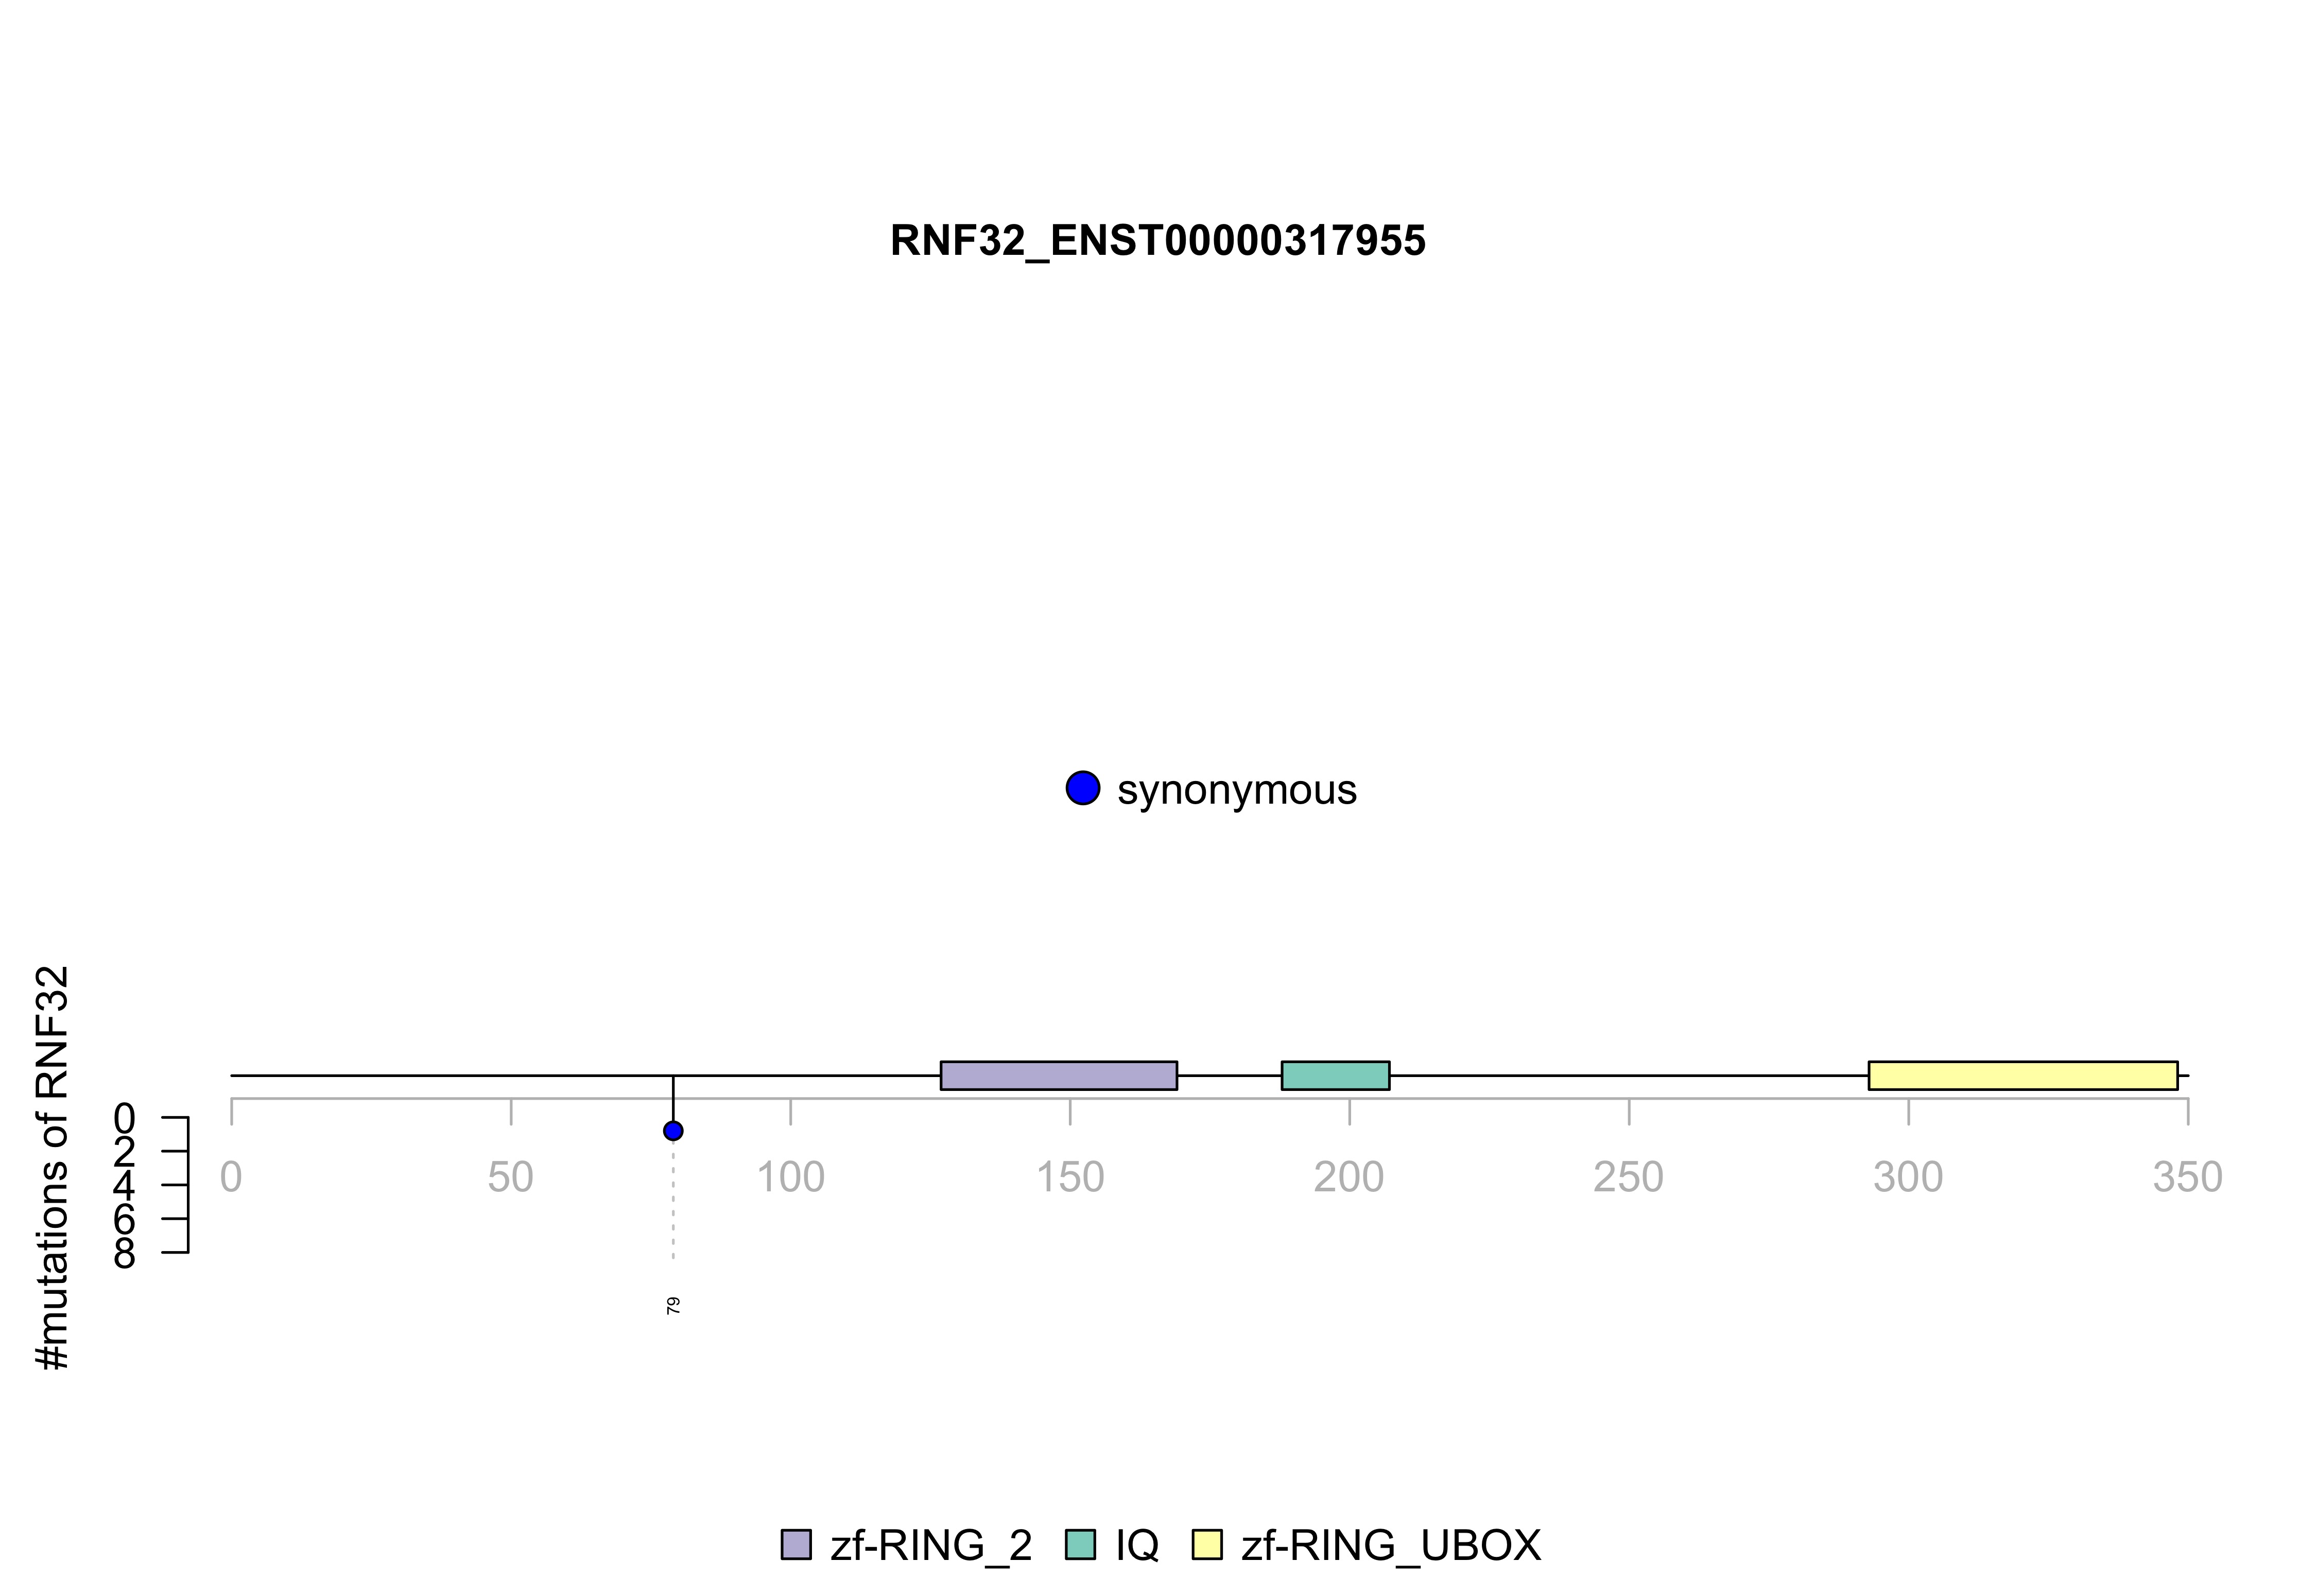 RNF32_ENST00000317955
synonymous
#mutations of RNF32
0
2
4
6
8
0 50 100 150 200 250 300 350
79
zf-RING_2 IQ zf-RING_UBOX